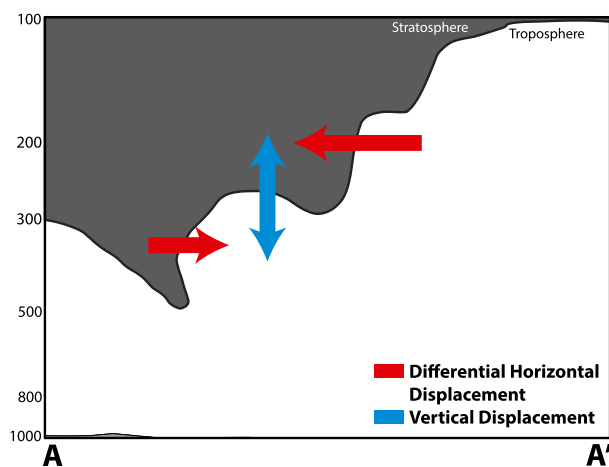 100
Stratosphere
Troposphere
200
300
500
Differential Horizontal
Displacement
800
Vertical Displacement
1000
A
A'